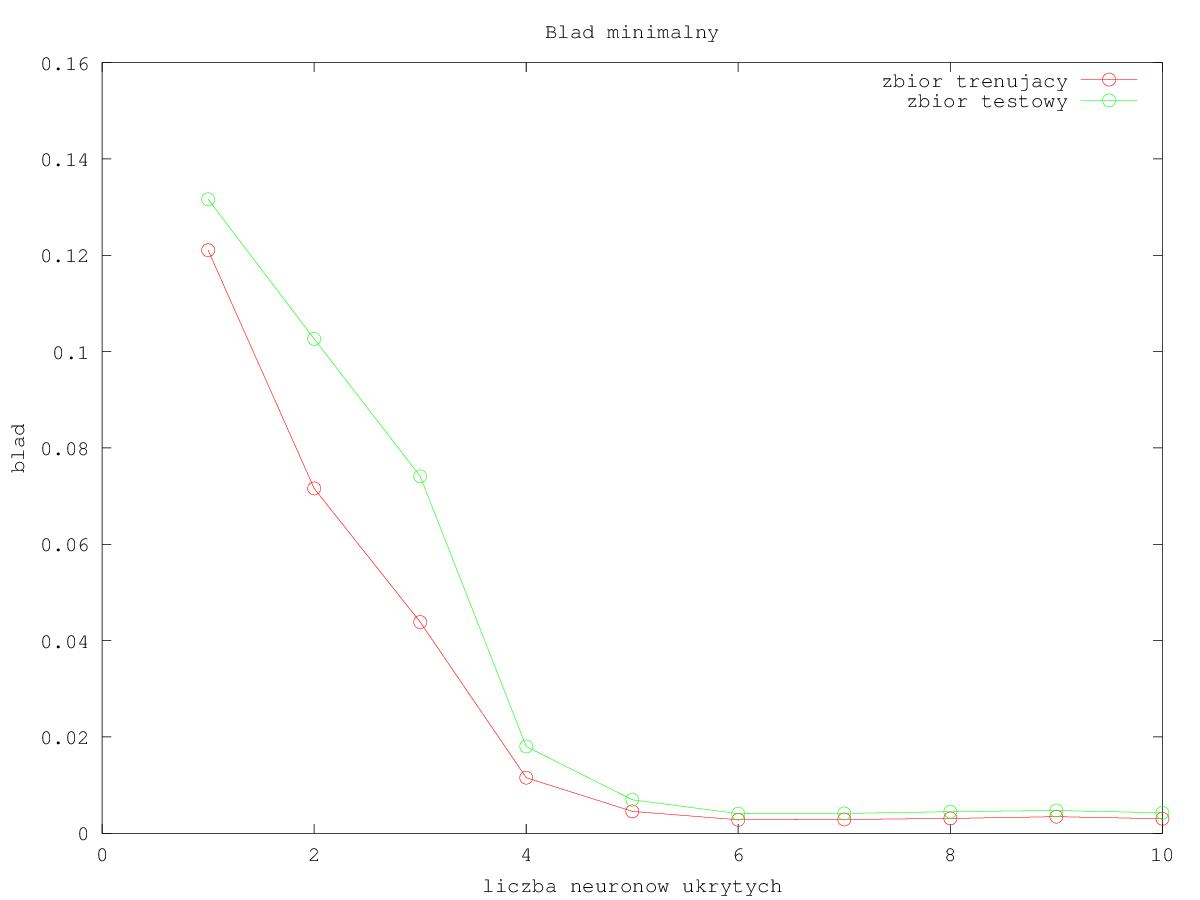 Blad minimalny
zbior trenujacy
zbior testowy
0.16
0.14
0.12
0.1
0.08
0.06
0.04
0.02
0
blad
0 2 4 6 8 10
liczba neuronow ukrytych